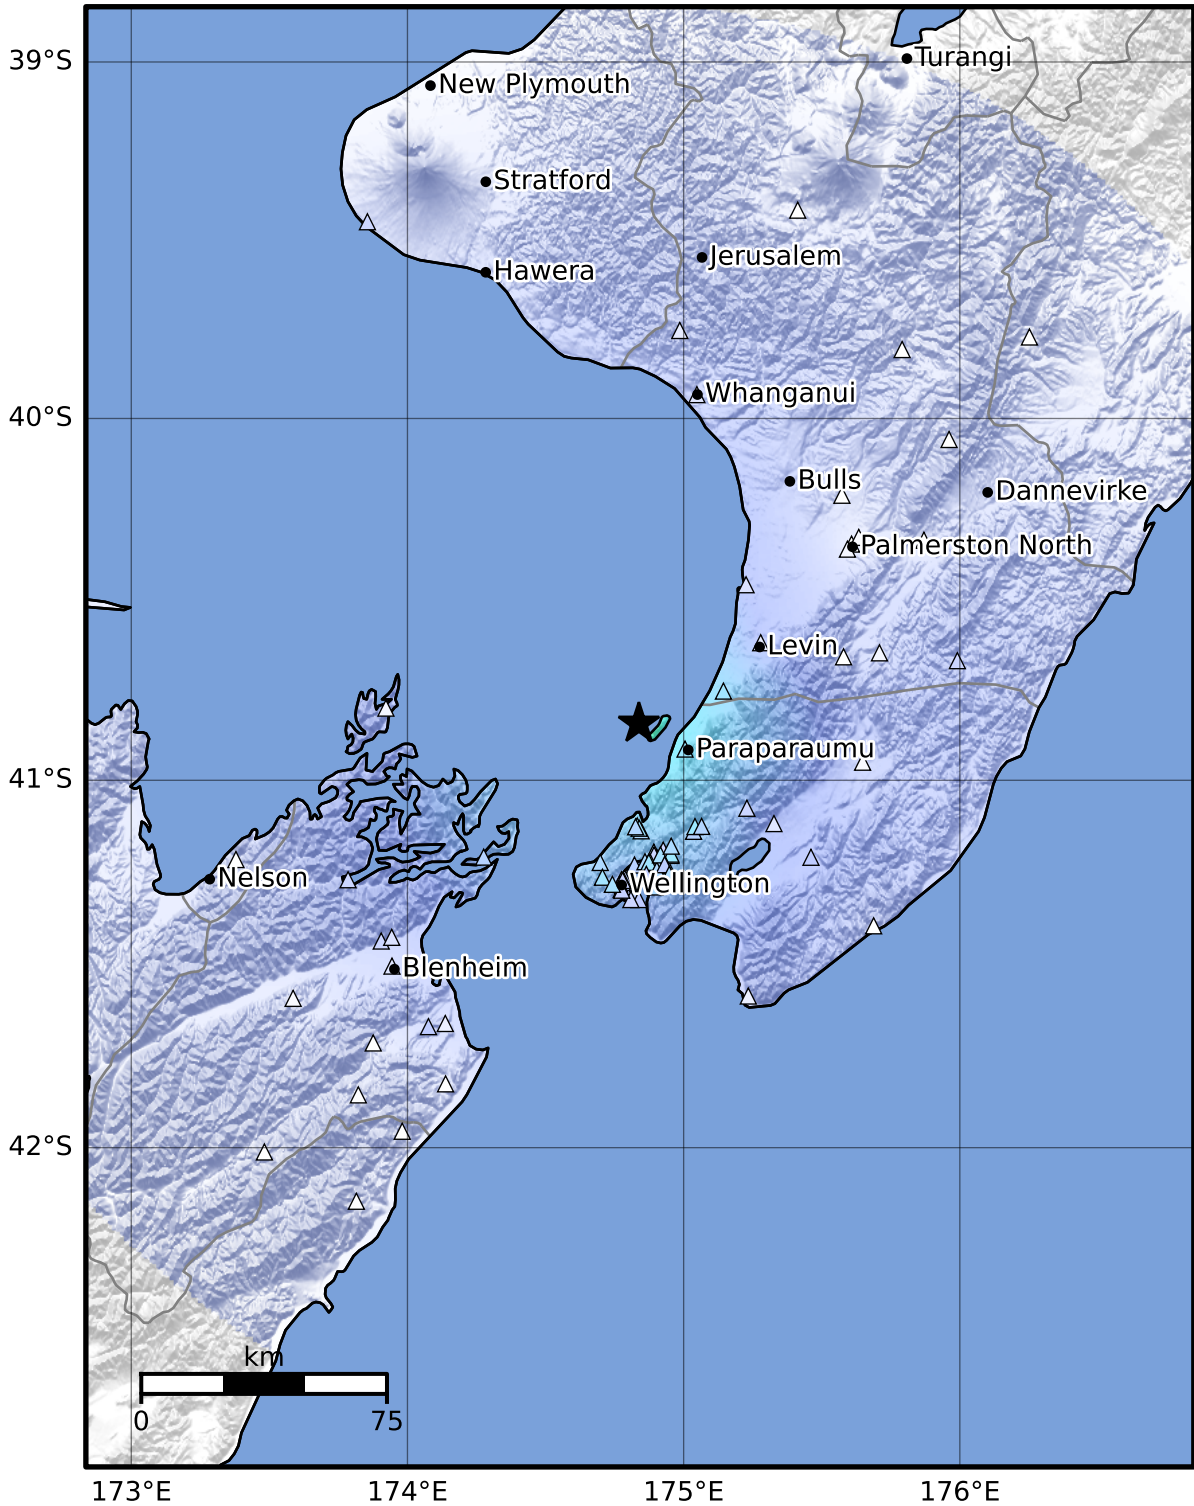 39°S
Turangi
New Plymouth
Stratford
Jerusalem
Hawera
Whanganui
40°S
Bulls
Dannevirke
Palmerston North
Levin
Paraparaumu
41°S
Nelson
Wellington
Blenheim
42°S
km
0
75
173°E
174°E
175°E
176°E